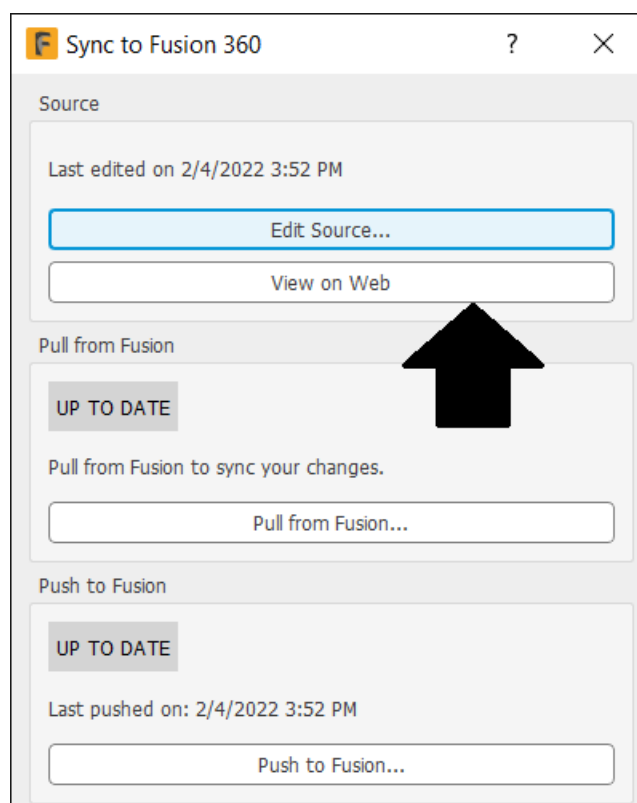 Sync to Fusion 360 ?
Source
Last edited on 2/4/2022 3:52 PM
Edit Source...
View on Web
Pull from Fusion
UP TO DATE
Pull from Fusion to sync your changes.
Pull from Fusion...
Push to Fusion
UP TO DATE
Last pushed on: 2/4/2022 3:52 PM
Push to Fusion...